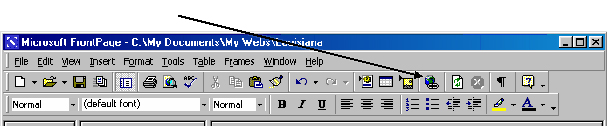 Microsoft FrontPage - C:\My Documents\My Webs\Louisiana
File Edit View Insert Format Tools Table Frames Window Help
Normal (default font) Normal B I U A